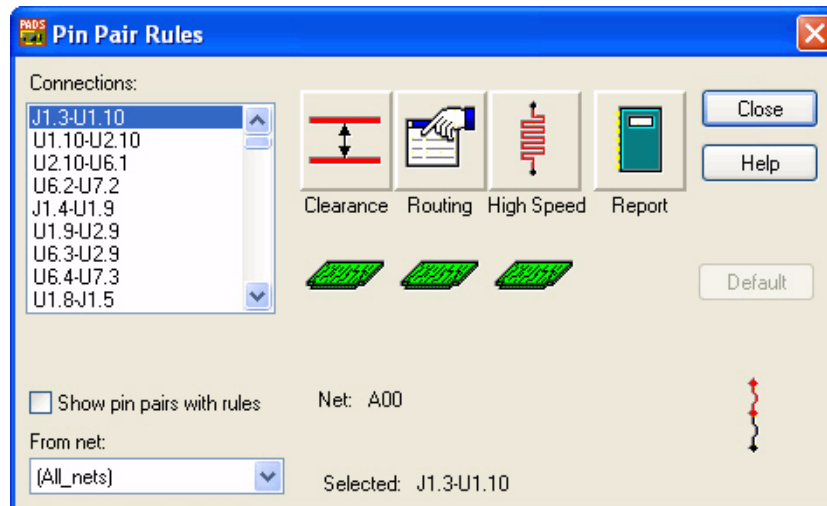 PADS
Pin Pair Rules
Connections:
J1.3-U1.10
U1.10-U2.10
U2.10-U6.1
U6.2-U7.2
J1.4-U1.9
U1.9-U2.9
U6.3-U2.9
U6.4-U7.3
U1.8-J1.5
Clearance
Routing
High Speed
Report
Close
Help
Default
Show pin pairs with rules
Net: A00
From net:
(All_nets)
Selected: J1.3-U1.10